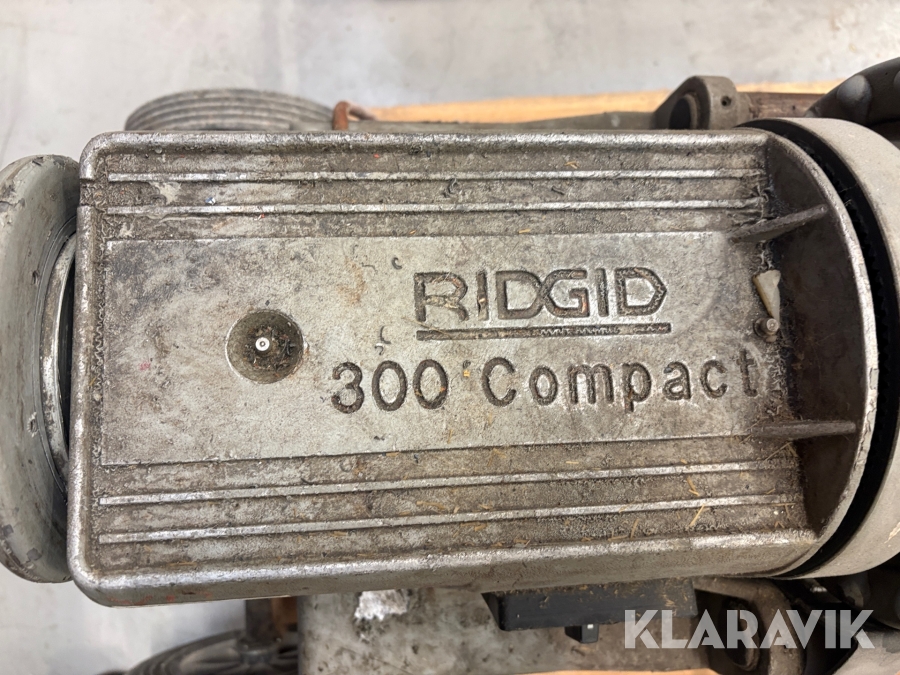 RIDGID
300 Compact
KLARAVIK